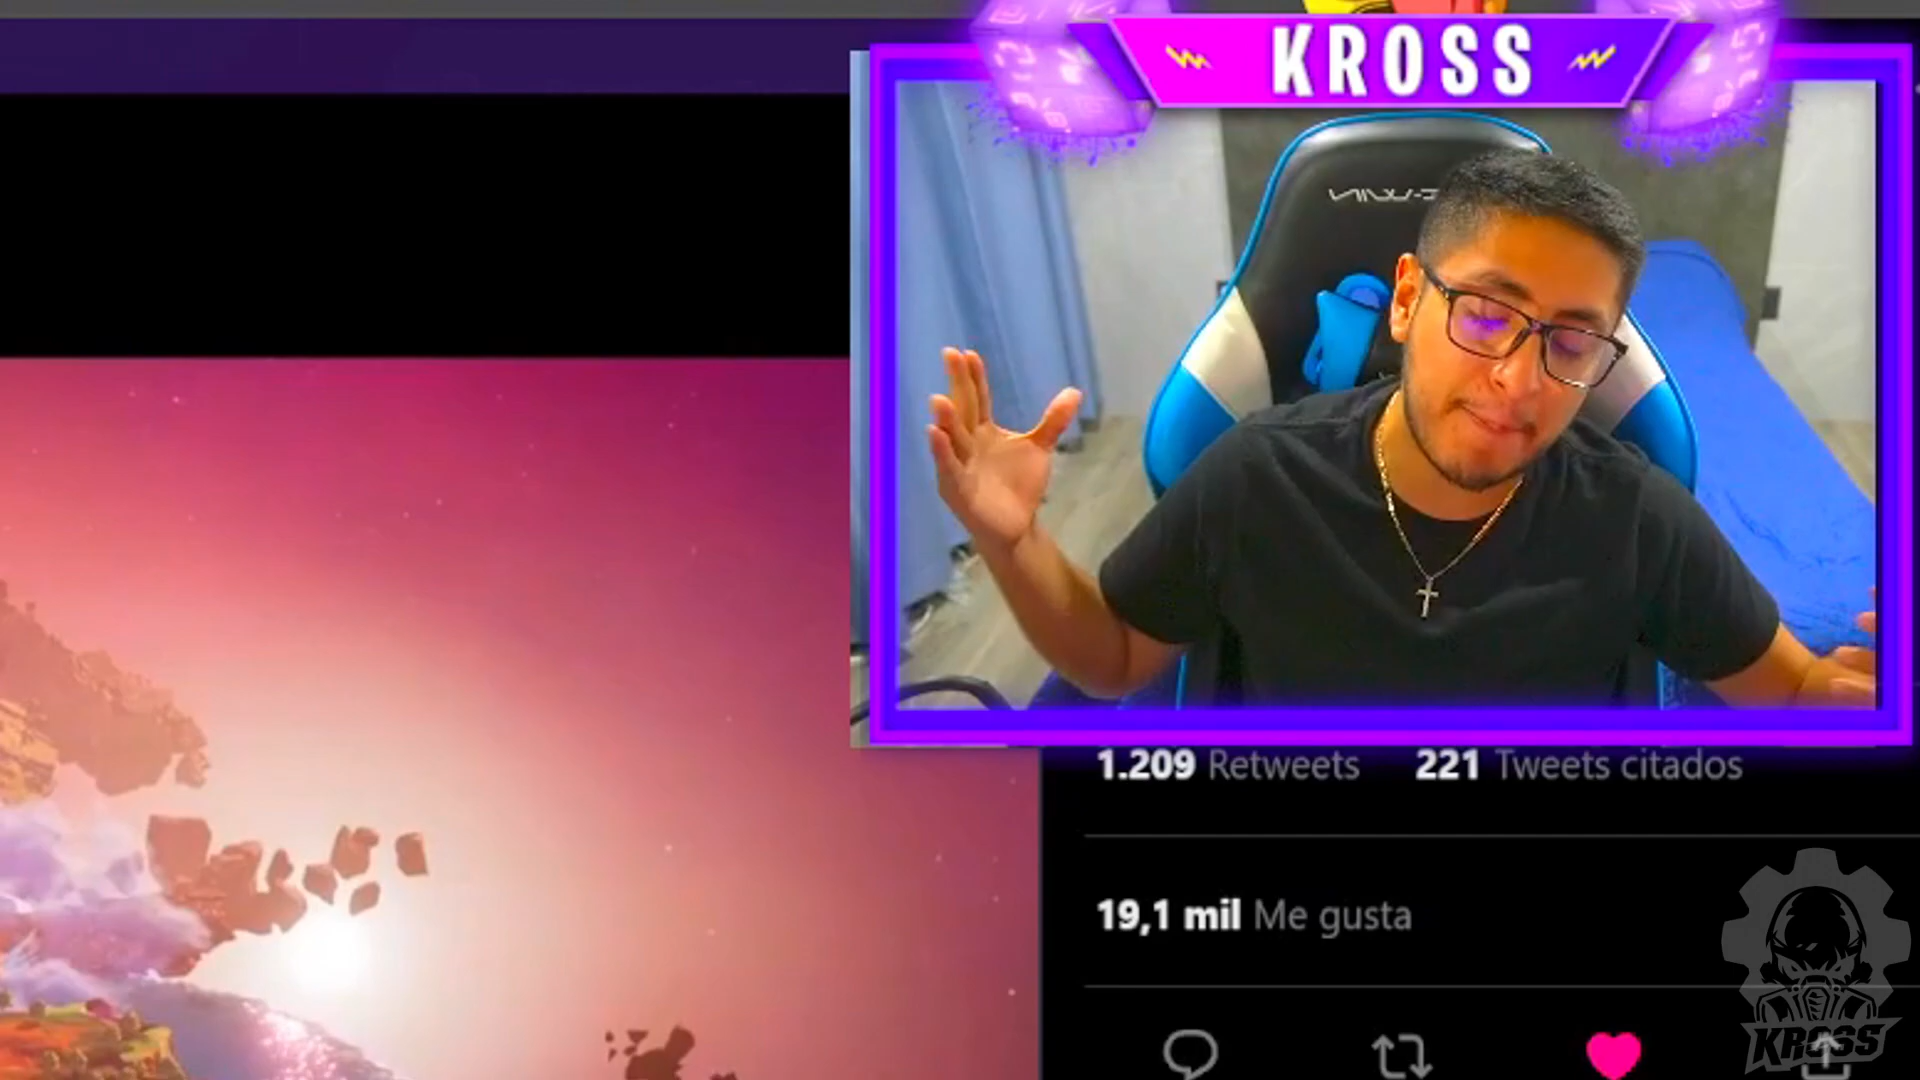 KROSS
1.209 Retweets 221 Tweets citados
19,1 mil Me gusta
KROSS